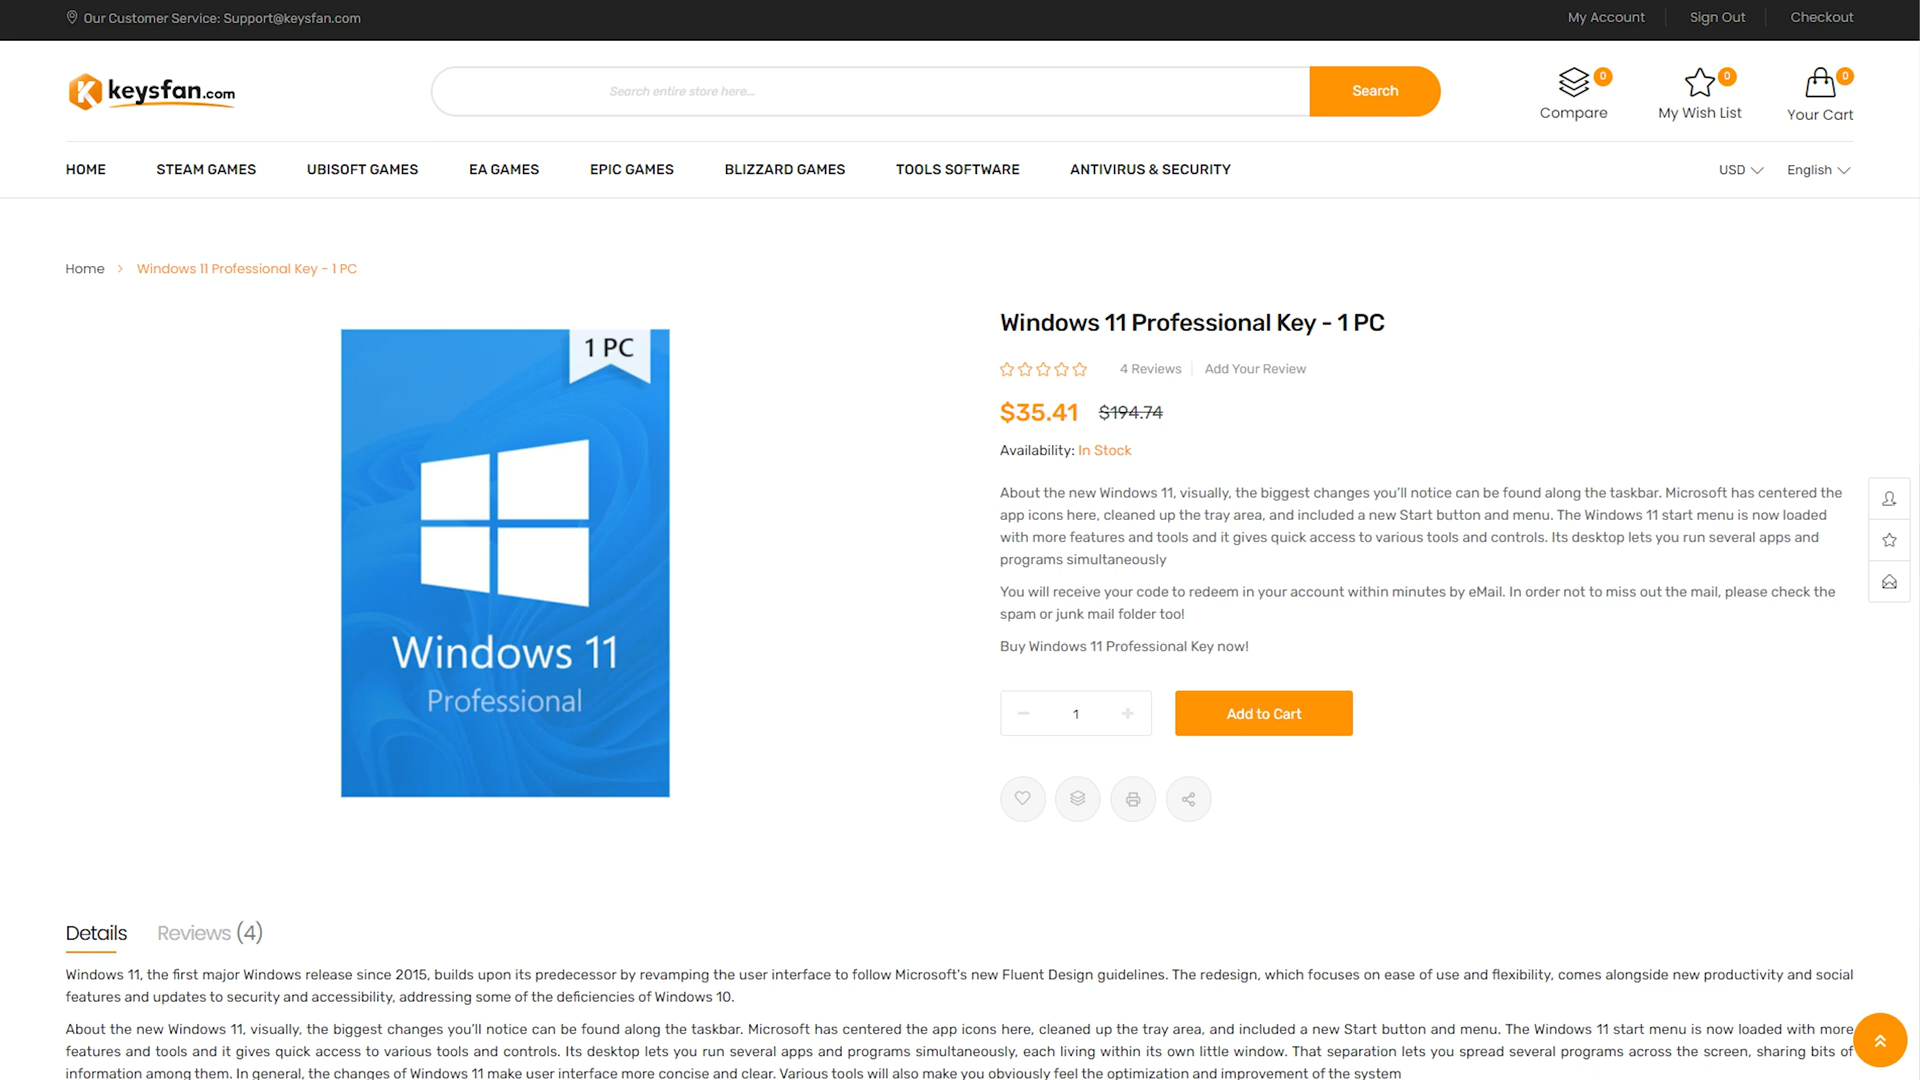 Our Customer Service: Support@keysfan.com
My Account
Sign Out
Checkout
keysfan.com
Search entire store here...
Search
0
Compare
0
My Wish List
0
Your Cart
HOME
STEAM GAMES
UBISOFT GAMES
EA GAMES
EPIC GAMES
BLIZZARD GAMES
TOOLS SOFTWARE
ANTIVIRUS & SECURITY
USD
English
Home > Windows 11 Professional Key - 1 PC
1 PC
Windows 11
Professional
Windows 11 Professional Key - 1 PC
4 Reviews
Add Your Review
$35.41 $194.74
Availability: In Stock
About the new Windows 11, visually, the biggest changes you'll notice can be found along the taskbar. Microsoft has centered the
app icons here, cleaned up the tray area, and included a new Start button and menu. The Windows 11 start menu is now loaded
with more features and tools and it gives quick access to various tools and controls. Its desktop lets you run several apps and
programs simultaneously
You will receive your code to redeem in your account within minutes by eMail. In order not to miss out the mail, please check the
spam or junk mail folder too!
Buy Windows 11 Professional Key now!
− 1 +
Add to Cart
Details
Reviews (4)
Windows 11, the first major Windows release since 2015, builds upon its predecessor by revamping the user interface to follow Microsoft's new Fluent Design guidelines. The redesign, which focuses on ease of use and flexibility, comes alongside new productivity and social
features and updates to security and accessibility, addressing some of the deficiencies of Windows 10.
About the new Windows 11, visually, the biggest changes you'll notice can be found along the taskbar. Microsoft has centered the app icons here, cleaned up the tray area, and included a new Start button and menu. The Windows 11 start menu is now loaded with more
features and tools and it gives quick access to various tools and controls. Its desktop lets you run several apps and programs simultaneously, each living within its own little window. That separation lets you spread several programs across the screen, sharing bits of
information among them. In general, the changes of Windows 11 make user interface more concise and clear. Various tools will also make you obviously feel the optimization and improvement of the system